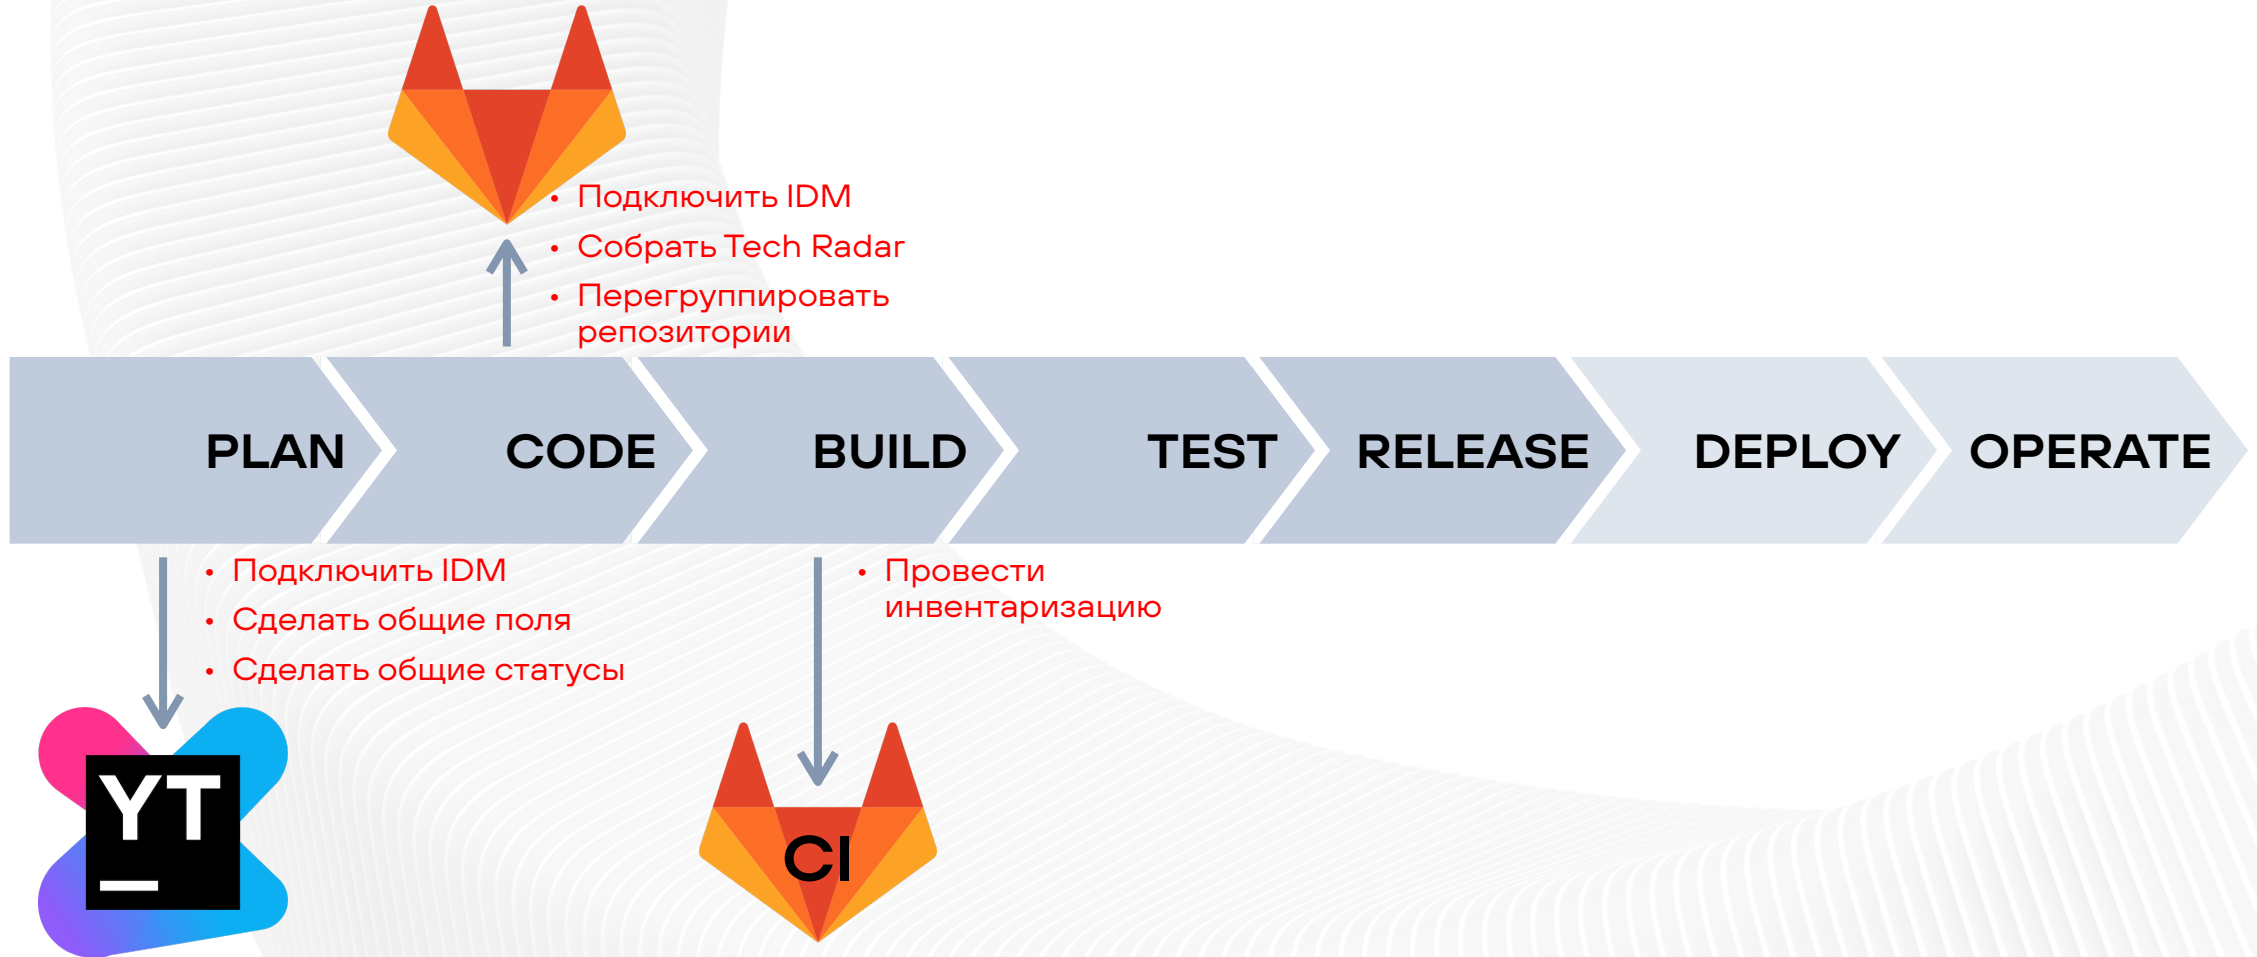 • Подключить IDM
• Собрать Tech Radar
• Перегруппировать
репозитории
PLAN
CODE
BUILD
TEST
RELEASE
DEPLOY
OPERATE
• Подключить IDM
• Сделать общие поля
• Сделать общие статусы
• Провести
инвентаризацию
YT
CI